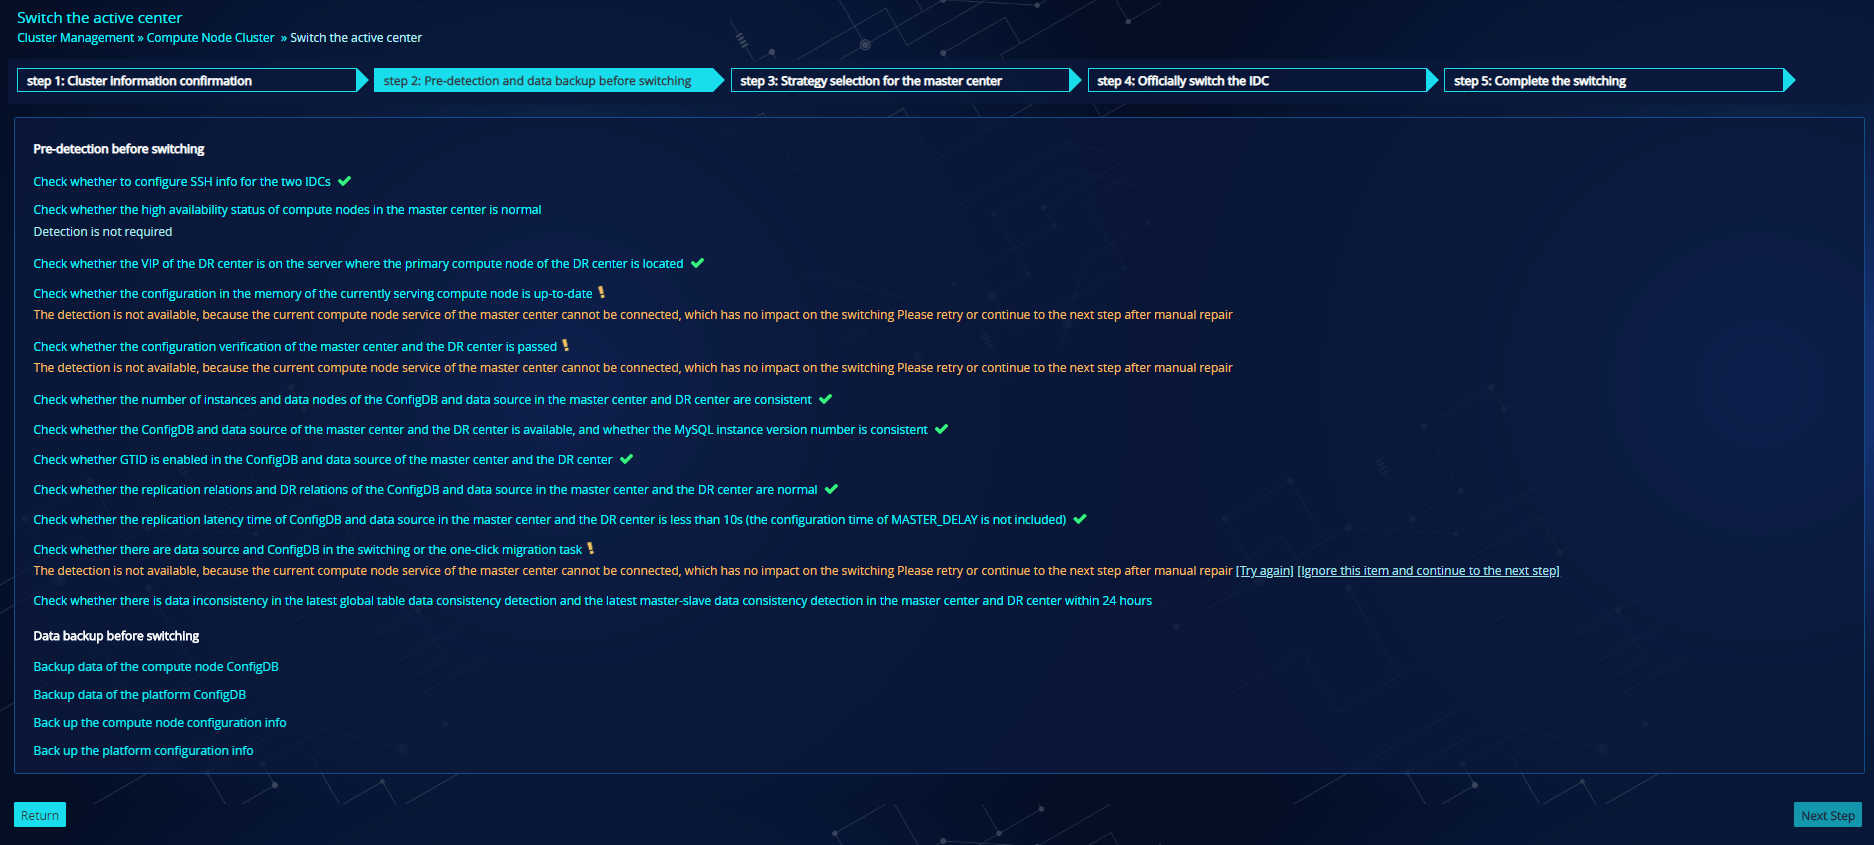 Switch the active center
Cluster Management » Compute Node Cluster » Switch the active center
step 1: Cluster information confirmation
step 2: Pre-detection and data backup before switching
step 3: Strategy selection for the master center
step 4: Officially switch the IDC
step 5: Complete the switching
Pre-detection before switching
Check whether to configure SSH info for the two IDCs
Check whether the high availability status of compute nodes in the master center is normal
Detection is not required
Check whether the VIP of the DR center is on the server where the primary compute node of the DR center is located
Check whether the configuration in the memory of the currently serving compute node is up-to-date
The detection is not available, because the current compute node service of the master center cannot be connected, which has no impact on the switching Please retry or continue to the next step after manual repair
Check whether the configuration verification of the master center and the DR center is passed
The detection is not available, because the current compute node service of the master center cannot be connected, which has no impact on the switching Please retry or continue to the next step after manual repair
Check whether the number of instances and data nodes of the ConfigDB and data source in the master center and DR center are consistent
Check whether the ConfigDB and data source of the master center and the DR center is available, and whether the MySQL instance version number is consistent
Check whether GTID is enabled in the ConfigDB and data source of the master center and the DR center
Check whether the replication relations and DR relations of the ConfigDB and data source in the master center and the DR center are normal
Check whether the replication latency time of ConfigDB and data source in the master center and the DR center is less than 10s (the configuration time of MASTER_DELAY is not included)
Check whether there are data source and ConfigDB in the switching or the one-click migration task
The detection is not available, because the current compute node service of the master center cannot be connected, which has no impact on the switching Please retry or continue to the next step after manual repair [Try again] [Ignore this item and continue to the next step]
Check whether there is data inconsistency in the latest global table data consistency detection and the latest master-slave data consistency detection in the master center and DR center within 24 hours
Data backup before switching
Backup data of the compute node ConfigDB
Backup data of the platform ConfigDB
Back up the compute node configuration info
Back up the platform configuration info
Return
Next Step